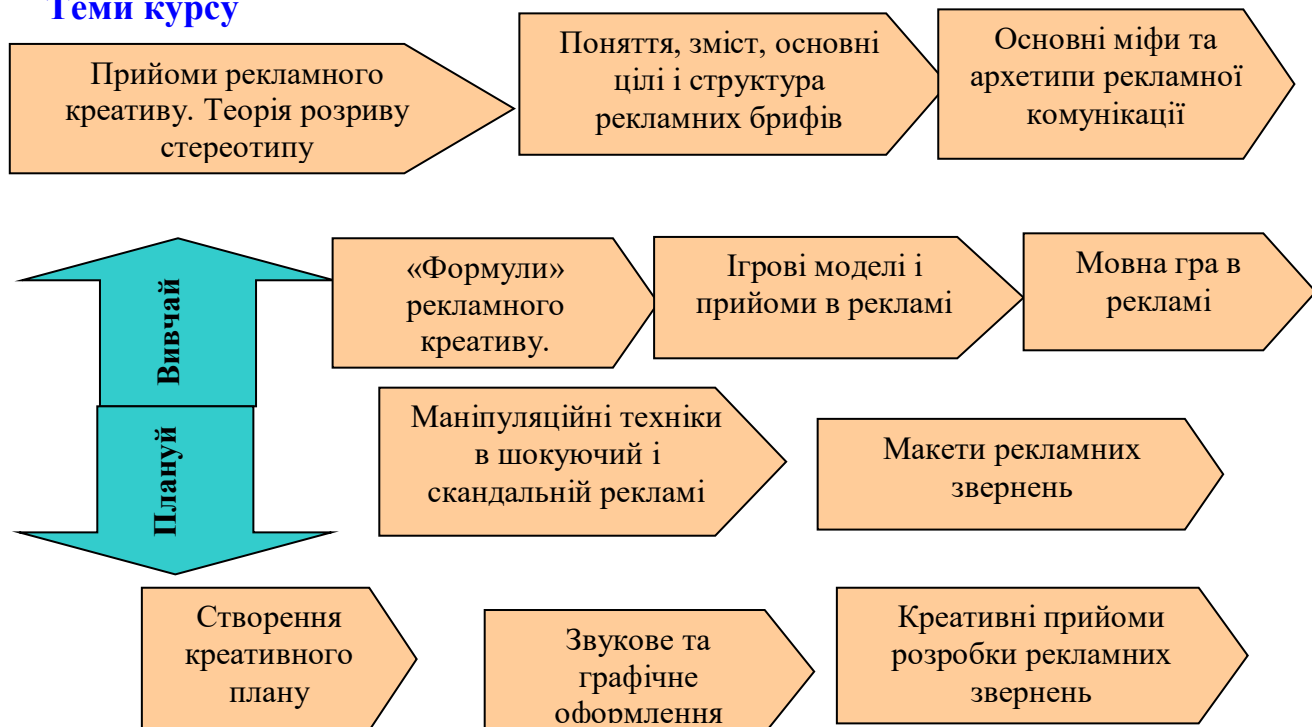 Теми курсу
Прийоми рекламного
креативу. Теорія розриву
стереотипу
Поняття, зміст, основні
цілі і структура
рекламних брифів
Основні міфи та
архетипи рекламної
комунікації
Вивчай
«Формули»
рекламного
креативу.
Ігрові моделі і
прийоми в рекламі
Мовна гра в
рекламі
Плануй
Маніпуляційні техніки
в шокуючий і
скандальній рекламі
Макети рекламних
звернень
Створення
креативного
плану
Звукове та
графічне
оформлення
Креативні прийоми
розробки рекламних
звернень